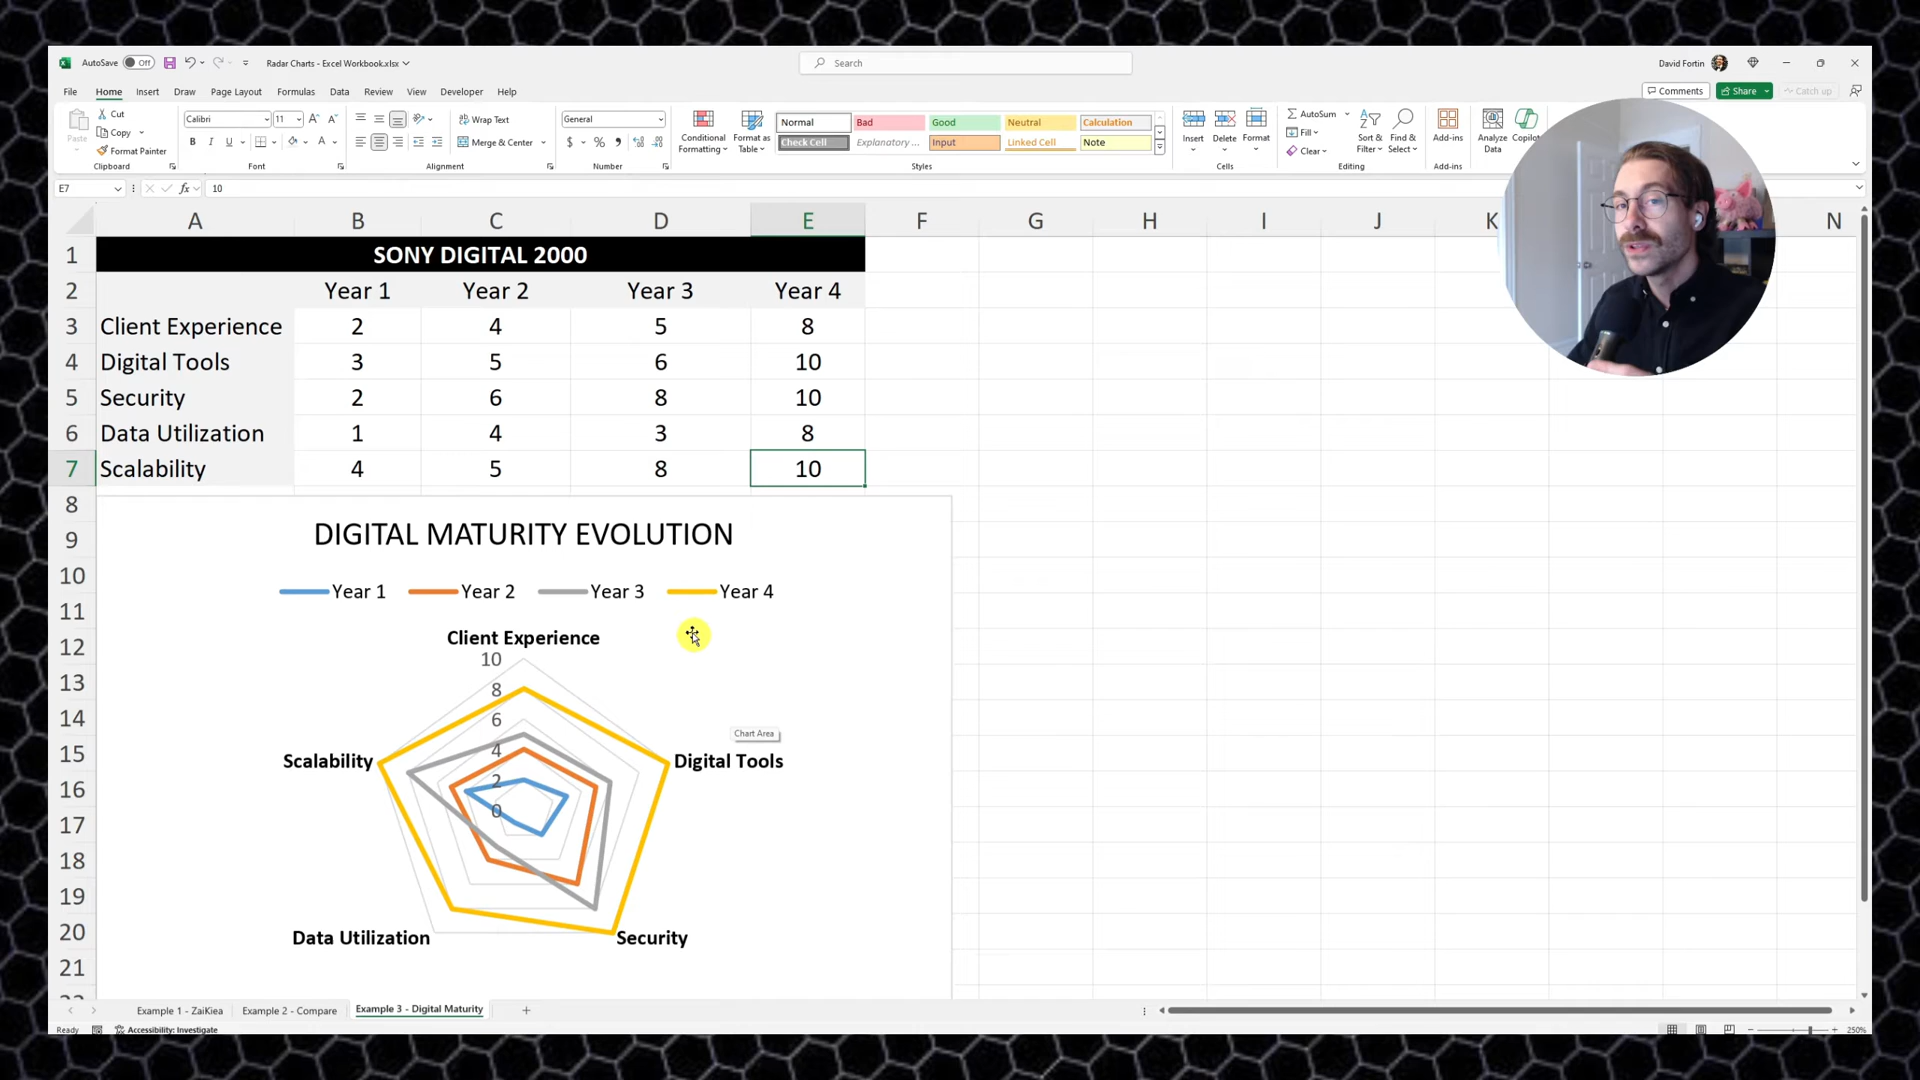 AutoSave Off Radar Charts - Excel Workbook.xlsx Search David Fortin
File Home Insert Draw Page Layout Formulas Data Review View Automate Developer Help Comments Share Catch up
Paste Cut Copy Format Painter Clipboard
Calibri 11 B I U A Font
Wrap Text Merge & Center Alignment
General $ % Number
Conditional Formatting Format as Table
Normal Bad Good Neutral Calculation
Check Cell Explanatory ... Input Linked Cell Note
Styles
Insert Delete Format Cells
AutoSum Fill Clear Sort & Filter Find & Select Editing
Add-ins Add-ins
Analyze Data Copilot
E7 fx 10
A B C D E F G H I J K N
1 SONY DIGITAL 2000
2 Year 1 Year 2 Year 3 Year 4
3 Client Experience 2 4 5 8
4 Digital Tools 3 5 6 10
5 Security 2 6 8 10
6 Data Utilization 1 4 3 8
7 Scalability 4 5 8 10
8
9 DIGITAL MATURITY EVOLUTION
10 Year 1 Year 2 Year 3 Year 4
11
12 Client Experience
10
13
8
14
6
Chart Area
15 4
Scalability Digital Tools
2
16
0
17
18
19
20 Data Utilization Security
21
Example 1 - ZaiKiea Example 2 - Compare Example 3 - Digital Maturity
Ready Accessibility: Investigate 250%